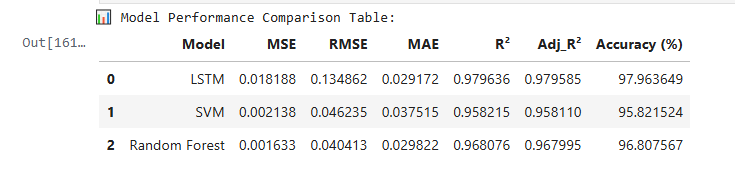 📊 Model Performance Comparison Table:
Out[161...
Model MSE RMSE MAE R² Adj_R² Accuracy (%)
0 LSTM 0.018188 0.134862 0.029172 0.979636 0.979585 97.963649
1 SVM 0.002138 0.046235 0.037515 0.958215 0.958110 95.821524
2 Random Forest 0.001633 0.040413 0.029822 0.968076 0.967995 96.807567